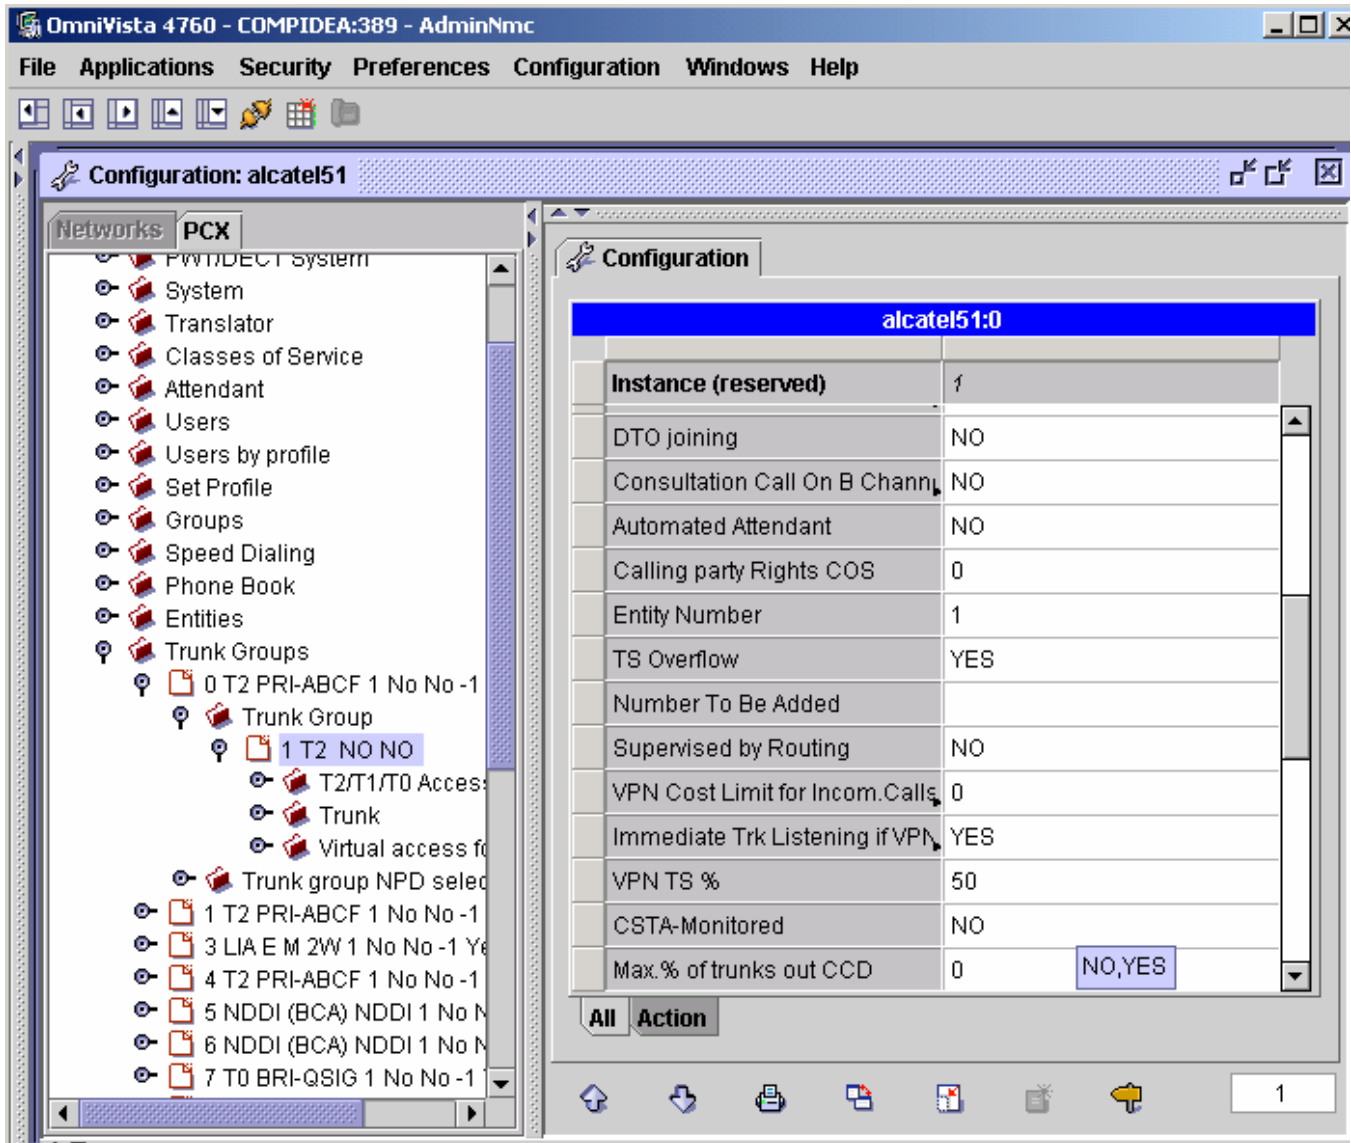 OmniVista 4760 - COMPIDEA:389 - AdminNmc
File Applications Security Preferences Configuration Windows Help
Configuration: alcatel51
Networks PCX
PWT/DECT System
System
Translator
Classes of Service
Attendant
Users
Users by profile
Set Profile
Groups
Speed Dialing
Phone Book
Entities
Trunk Groups
0 T2 PRI-ABCF 1 No No -1
Trunk Group
1 T2 NO NO
T2/T1/T0 Acces
Trunk
Virtual access fo
Trunk group NPD selec
1 T2 PRI-ABCF 1 No No -1
3 LIA E M 2W 1 No No -1 Ye
4 T2 PRI-ABCF 1 No No -1
5 NDDI (BCA) NDDI 1 No N
6 NDDI (BCA) NDDI 1 No N
7 T0 BRI-QSIG 1 No No -1
Configuration
alcatel51:0
Instance (reserved) 1
DTO joining NO
Consultation Call On B Chann NO
Automated Attendant NO
Calling party Rights COS 0
Entity Number 1
TS Overflow YES
Number To Be Added
Supervised by Routing NO
VPN Cost Limit for Incom.Calls 0
Immediate Trk Listening if VPN YES
VPN TS % 50
CSTA-Monitored NO
Max.% of trunks out CCD 0 NO,YES
All Action
1